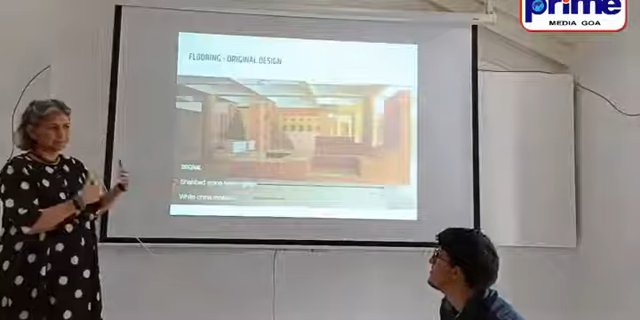 prime
MEDIA GOA
FLOORING - ORIGINAL DESIGN
ORIGINAL
Shahbad stone
White china mosaic